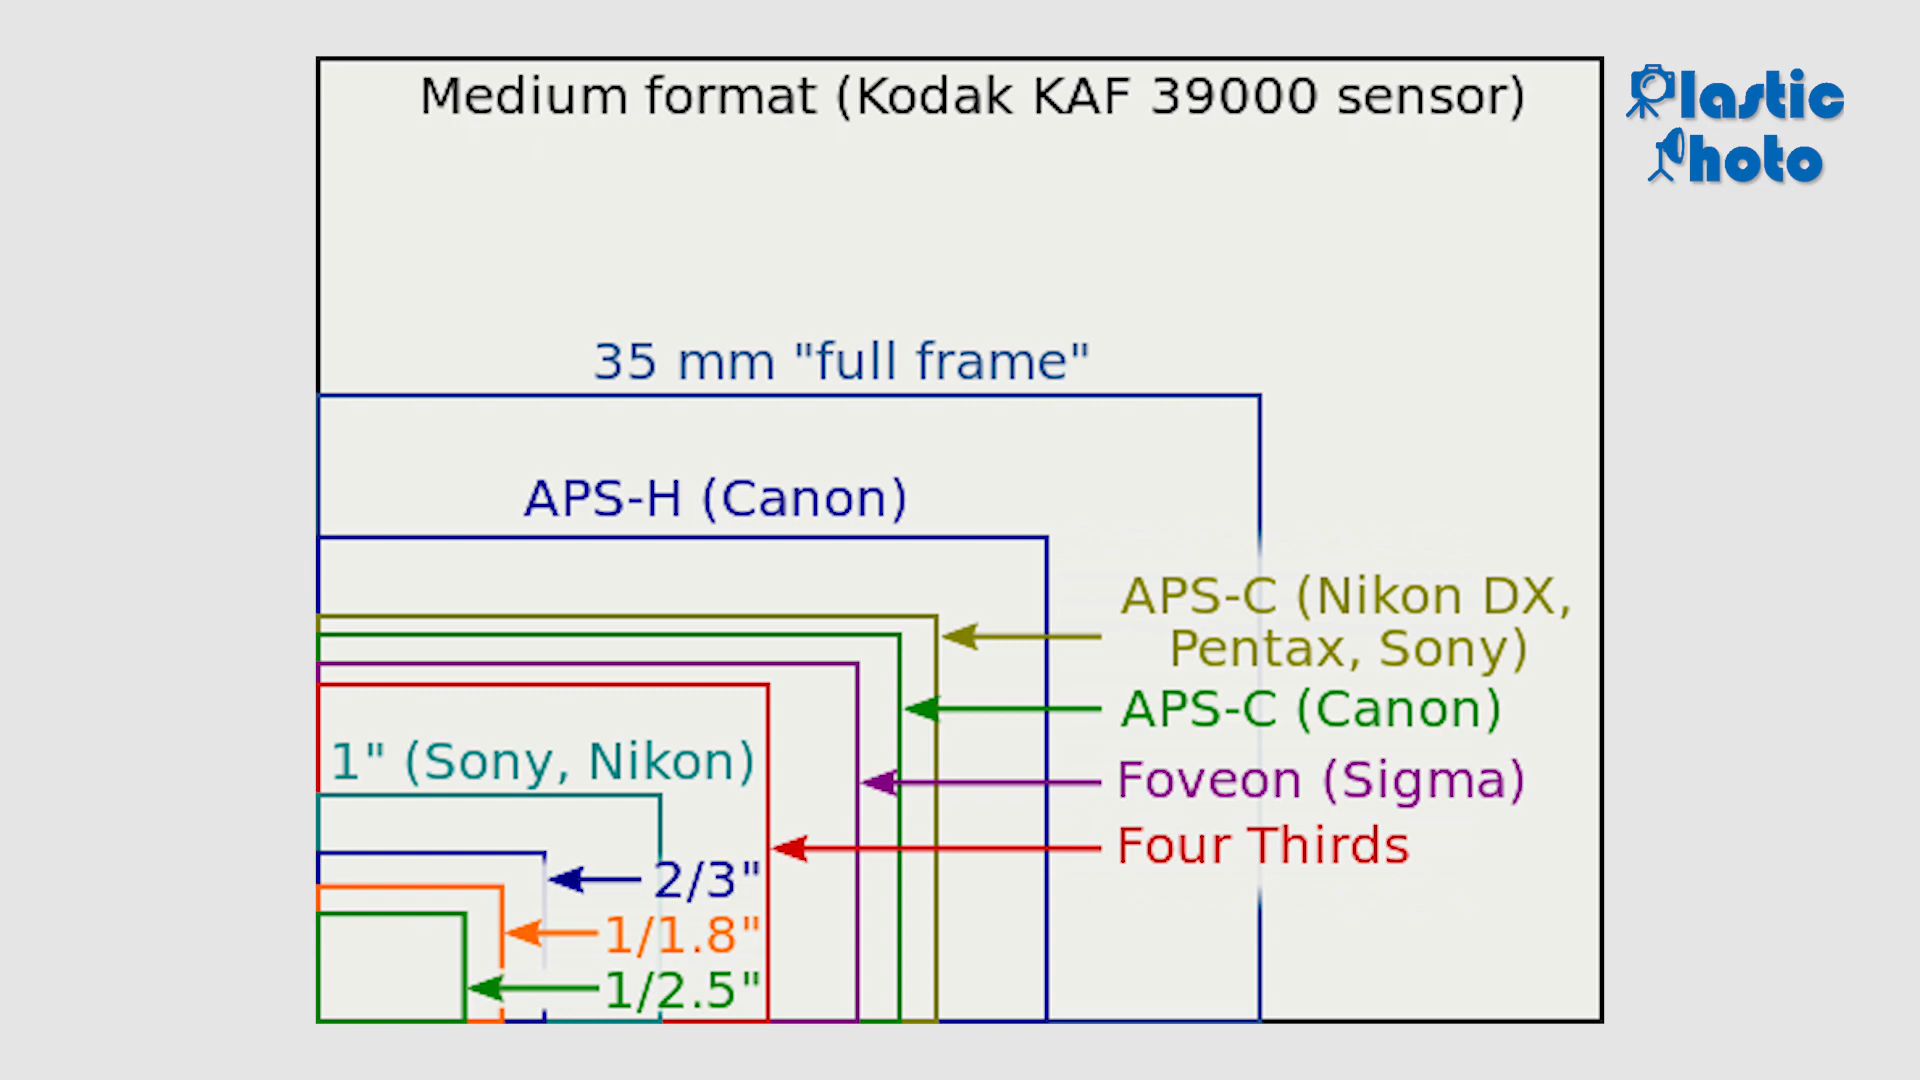 Medium format (Kodak KAF 39000 sensor)
Plastic
Photo
35 mm "full frame"
APS-H (Canon)
APS-C (Nikon DX,
Pentax, Sony)
APS-C (Canon)
1" (Sony, Nikon)
Foveon (Sigma)
Four Thirds
2/3"
1/1.8"
1/2.5"